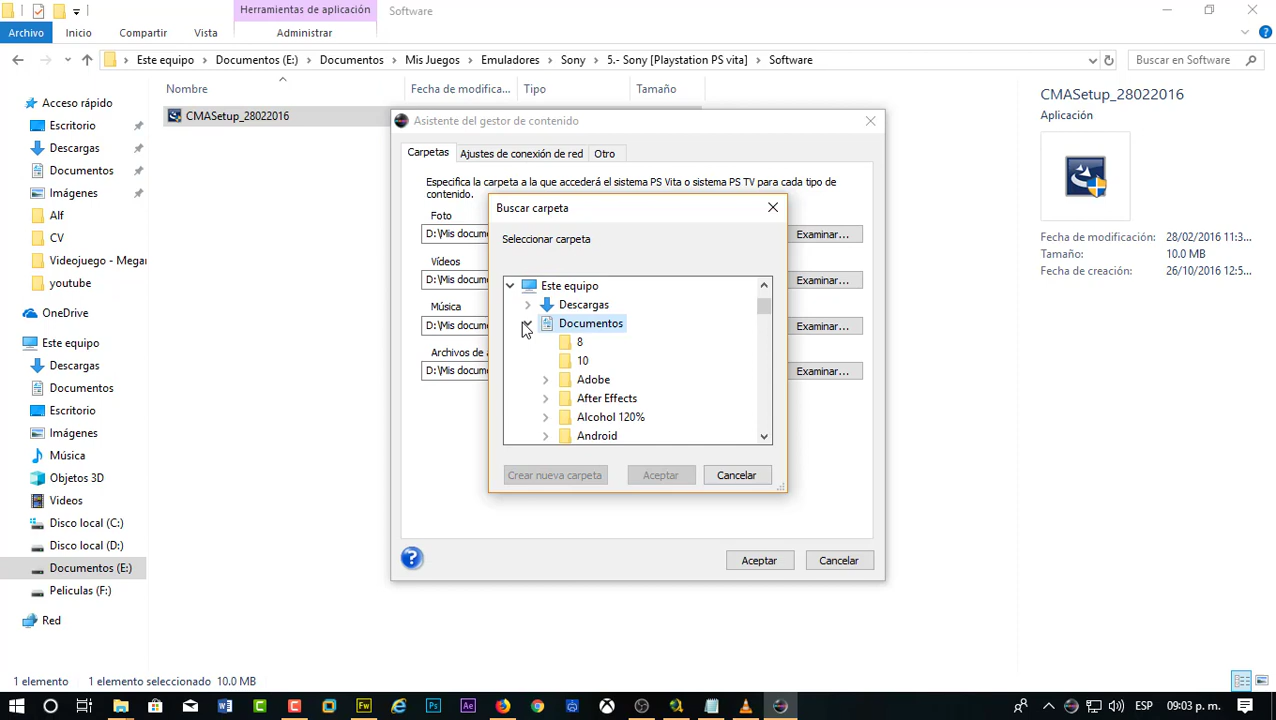 Herramientas de aplicación
Software
Archivo
Inicio
Compartir
Vista
Administrar
Este equipo
Documentos (E:)
Documentos
Mis Juegos
Emuladores
Sony
5.- Sony [Playstation PS vita]
Software
Buscar en Software
Nombre
Fecha de modifica...
Tipo
Tamaño
CMASetup_28022016
Acceso rápido
Escritorio
Descargas
Documentos
Imágenes
Alf
CV
Videojuego - Megan
youtube
OneDrive
Este equipo
Descargas
Documentos
Escritorio
Imágenes
Música
Objetos 3D
Videos
Disco local (C:)
Disco local (D:)
Documentos (E:)
Peliculas (F:)
Red
Asistente del gestor de contenido
Carpetas
Ajustes de conexión de red
Otro
Especifica la carpeta a la que accederá el sistema PS Vita o sistema PS TV para cada tipo de
contenido.
Foto
D:\Mis docum
Examinar...
Vídeos
D:\Mis docum
Examinar...
Música
D:\Mis docum
Examinar...
Archivos de a
D:\Mis docum
Examinar...
Aceptar
Cancelar
Buscar carpeta
Seleccionar carpeta
Este equipo
Descargas
Documentos
8
10
Adobe
After Effects
Alcohol 120%
Android
Crear nueva carpeta
Aceptar
Cancelar
CMASetup_28022016
Aplicación
Fecha de modificación: 28/02/2016 11:3...
Tamaño: 10.0 MB
Fecha de creación: 26/10/2016 12:5...
1 elemento
1 elemento seleccionado 10.0 MB
ESP
09:03 p. m.